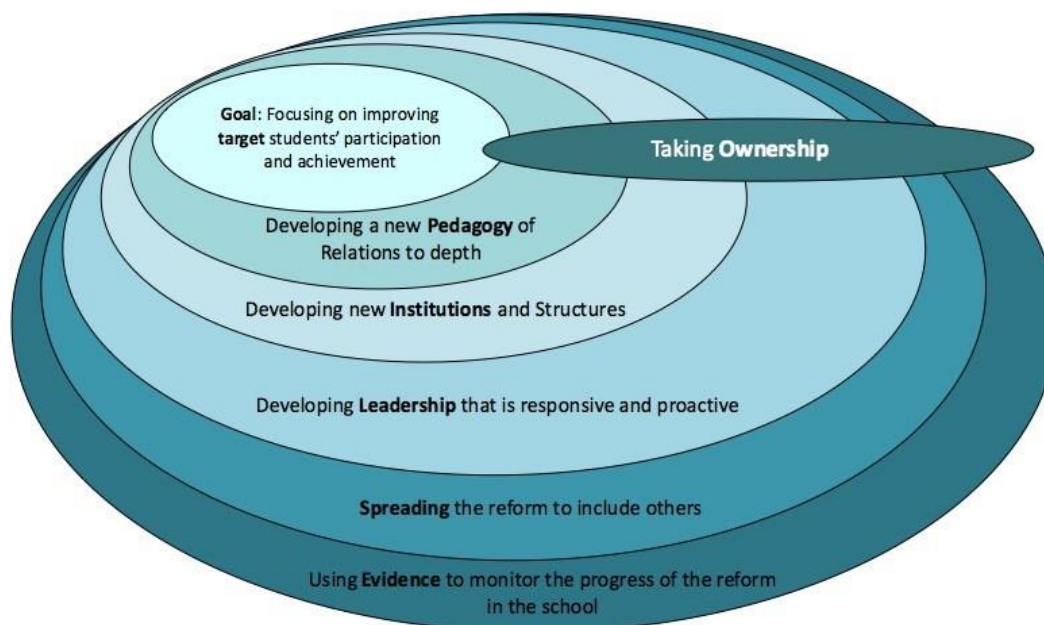 Goal: Focusing on improving
target students' participation
and achievement
Taking Ownership
Developing a new Pedagogy of
Relations to depth
Developing new Institutions and Structures
Developing Leadership that is responsive and proactive
Spreading the reform to include others
Using Evidence to monitor the progress of the reform
in the school